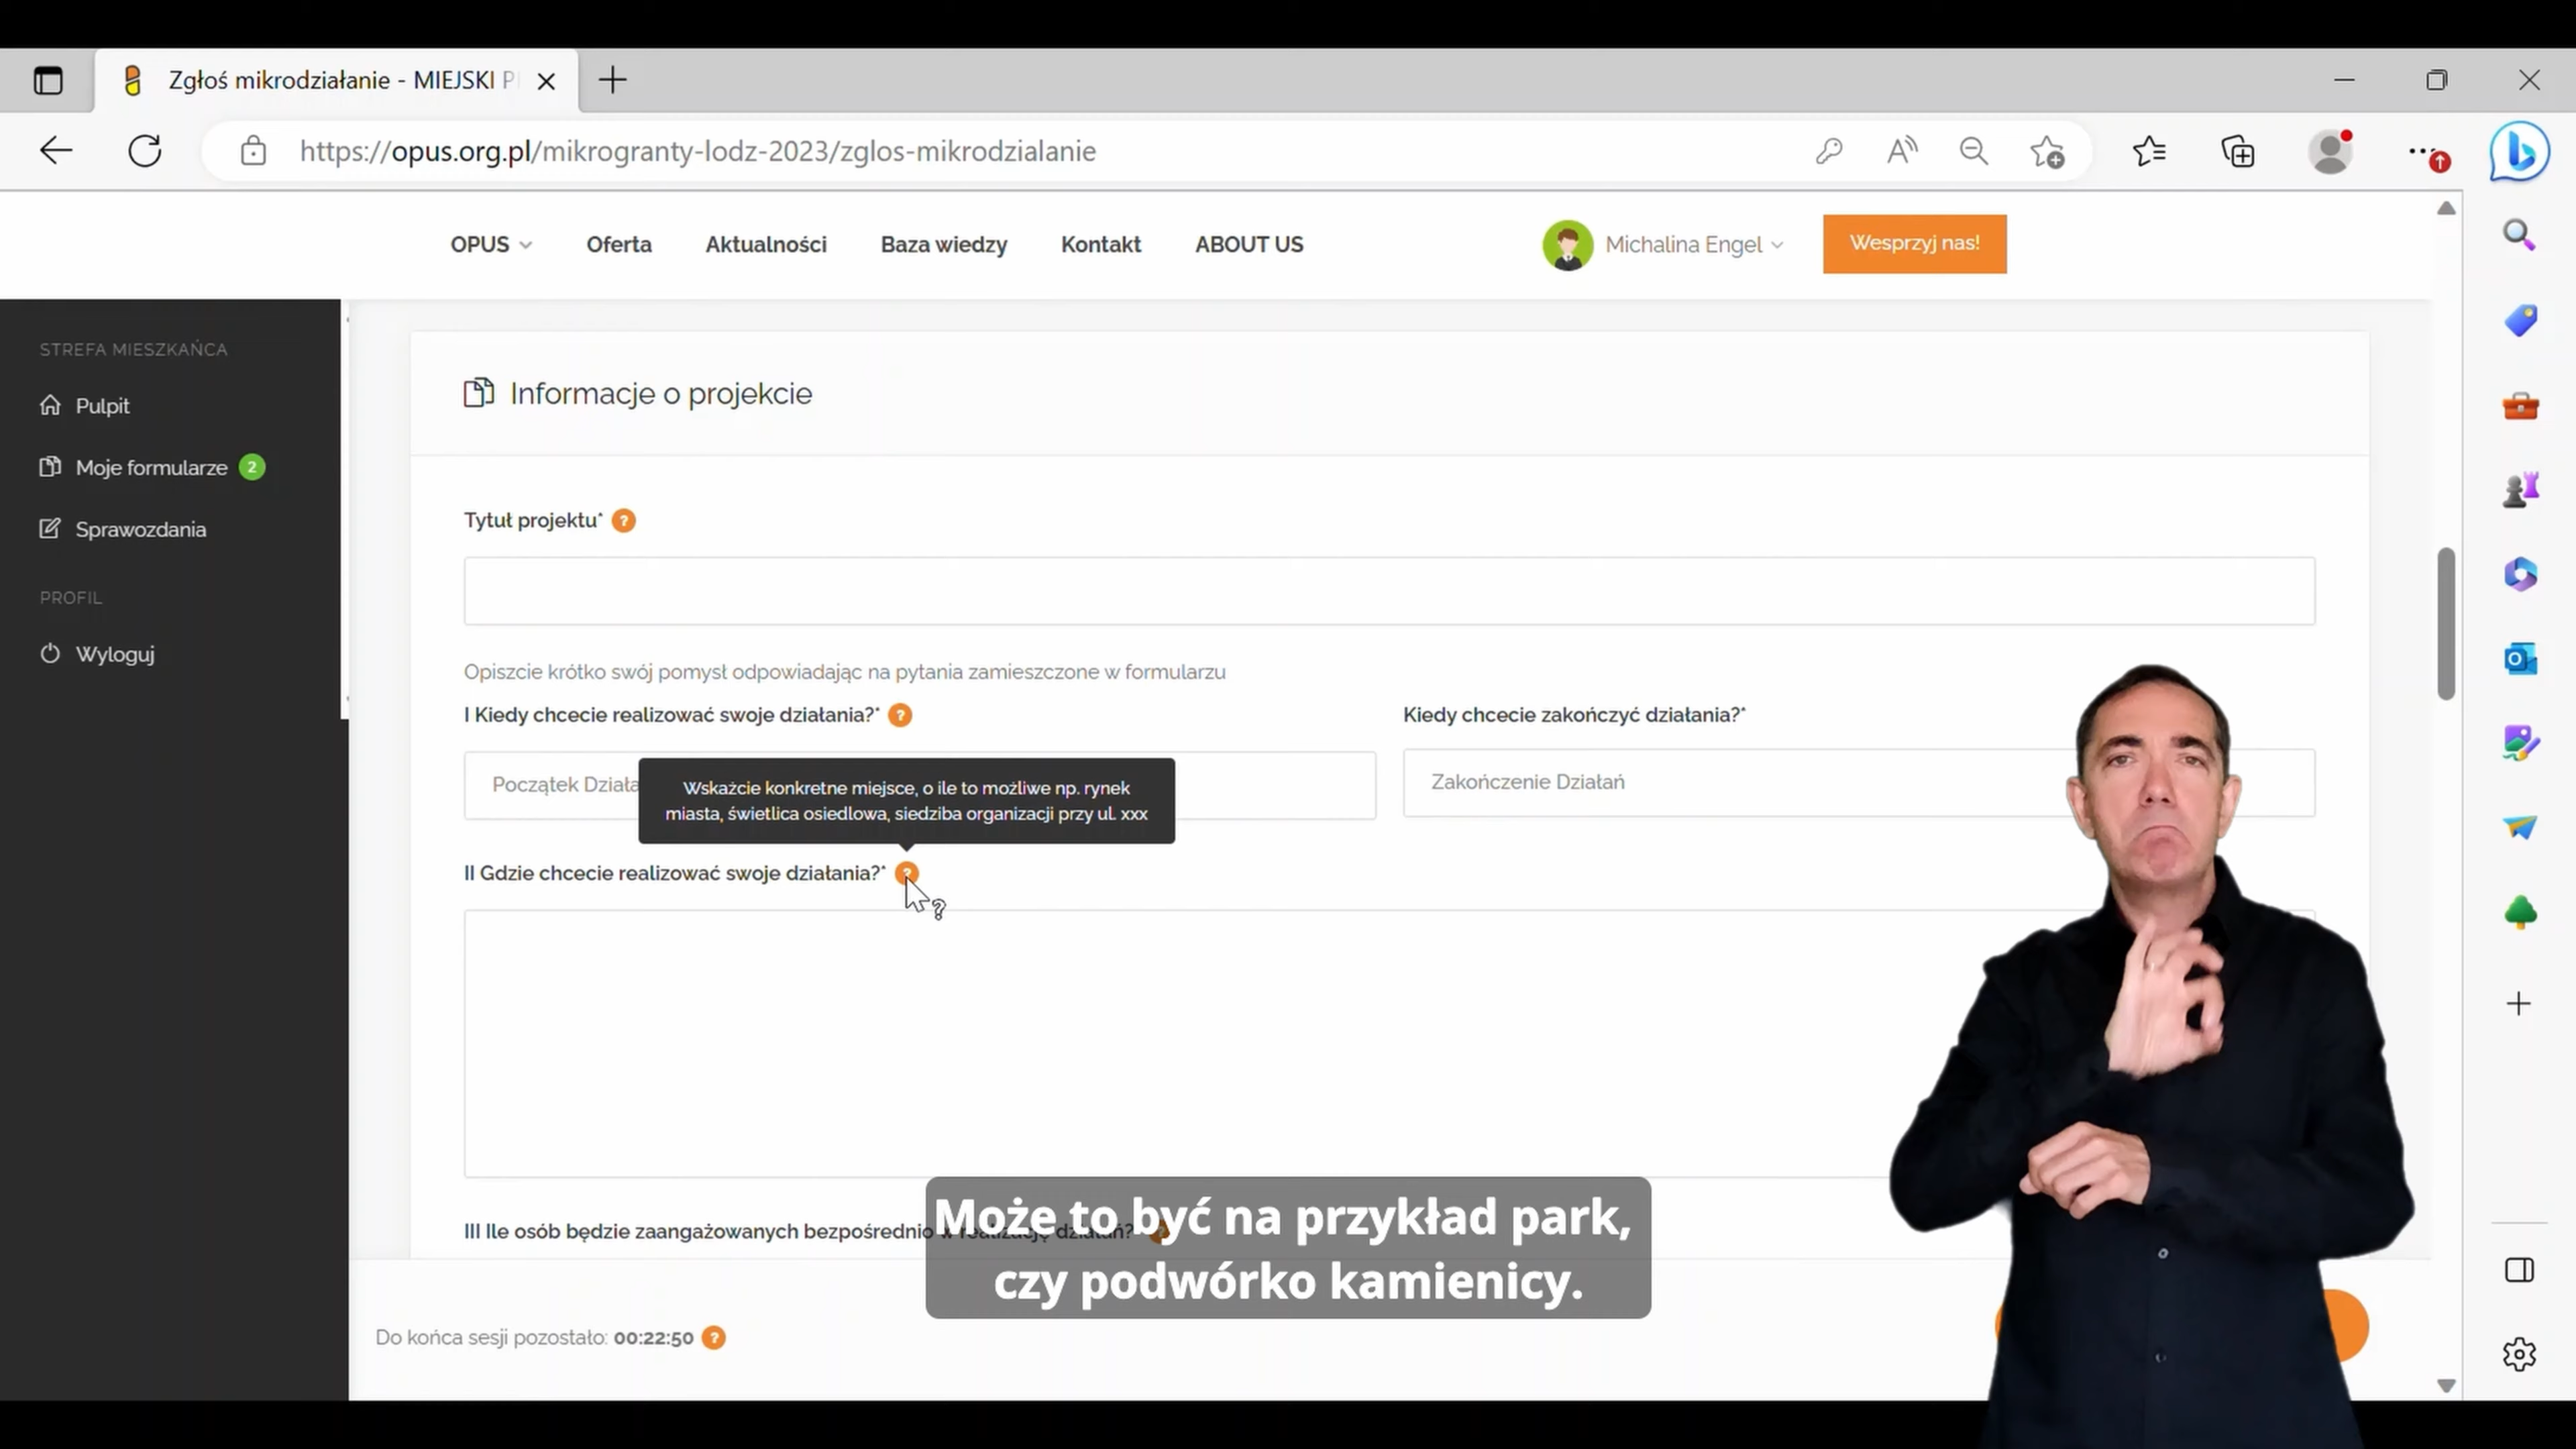 Zgłoś mikrodziałanie - MIEJSKI P
https://opus.org.pl/mikrogranty-lodz-2023/zglos-mikrodzialanie
OPUS
Oferta
Aktualności
Baza wiedzy
Kontakt
ABOUT US
Michalina Engel
Wesprzyj nas!
STREFA MIESZKAŃCA
Pulpit
Moje formularze 2
Sprawozdania
PROFIL
Wyloguj
Informacje o projekcie
Tytuł projektu* ?
Opiszcie krótko swój pomysł odpowiadając na pytania zamieszczone w formularzu
I Kiedy chcecie realizować swoje działania?* ?
Kiedy chcecie zakończyć działania?*
Początek Działa
Zakończenie Działań
Wskażcie konkretne miejsce, o ile to możliwe np. rynek
miasta, świetlica osiedlowa, siedziba organizacji przy ul. xxx
II Gdzie chcecie realizować swoje działania?* ?
III Ile osób będzie zaangażowanych bezpośrednio w realizację działań?
Może to być na przykład park,
czy podwórko kamienicy.
Do końca sesji pozostało: 00:22:50 ?